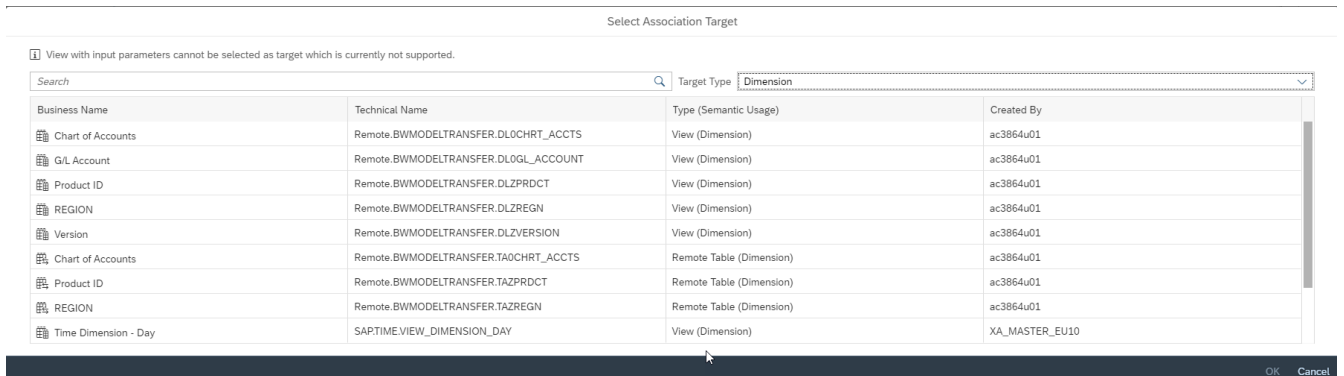 Select Association Target
View with input parameters cannot be selected as target which is currently not supported.
Search Target Type Dimension
Business Name Technical Name Type (Semantic Usage) Created By
Chart of Accounts Remote.BWMODELTRANSFER.DL0CHRT_ACCTS View (Dimension) ac3864u01
G/L Account Remote.BWMODELTRANSFER.DL0GL_ACCOUNT View (Dimension) ac3864u01
Product ID Remote.BWMODELTRANSFER.DLZPRDCT View (Dimension) ac3864u01
REGION Remote.BWMODELTRANSFER.DLZREGN View (Dimension) ac3864u01
Version Remote.BWMODELTRANSFER.DLZVERSION View (Dimension) ac3864u01
Chart of Accounts Remote.BWMODELTRANSFER.TA0CHRT_ACCTS Remote Table (Dimension) ac3864u01
Product ID Remote.BWMODELTRANSFER.TAZPRDCT Remote Table (Dimension) ac3864u01
REGION Remote.BWMODELTRANSFER.TAZREGN Remote Table (Dimension) ac3864u01
Time Dimension - Day SAP.TIME.VIEW_DIMENSION_DAY View (Dimension) XA_MASTER_EU10
OK Cancel